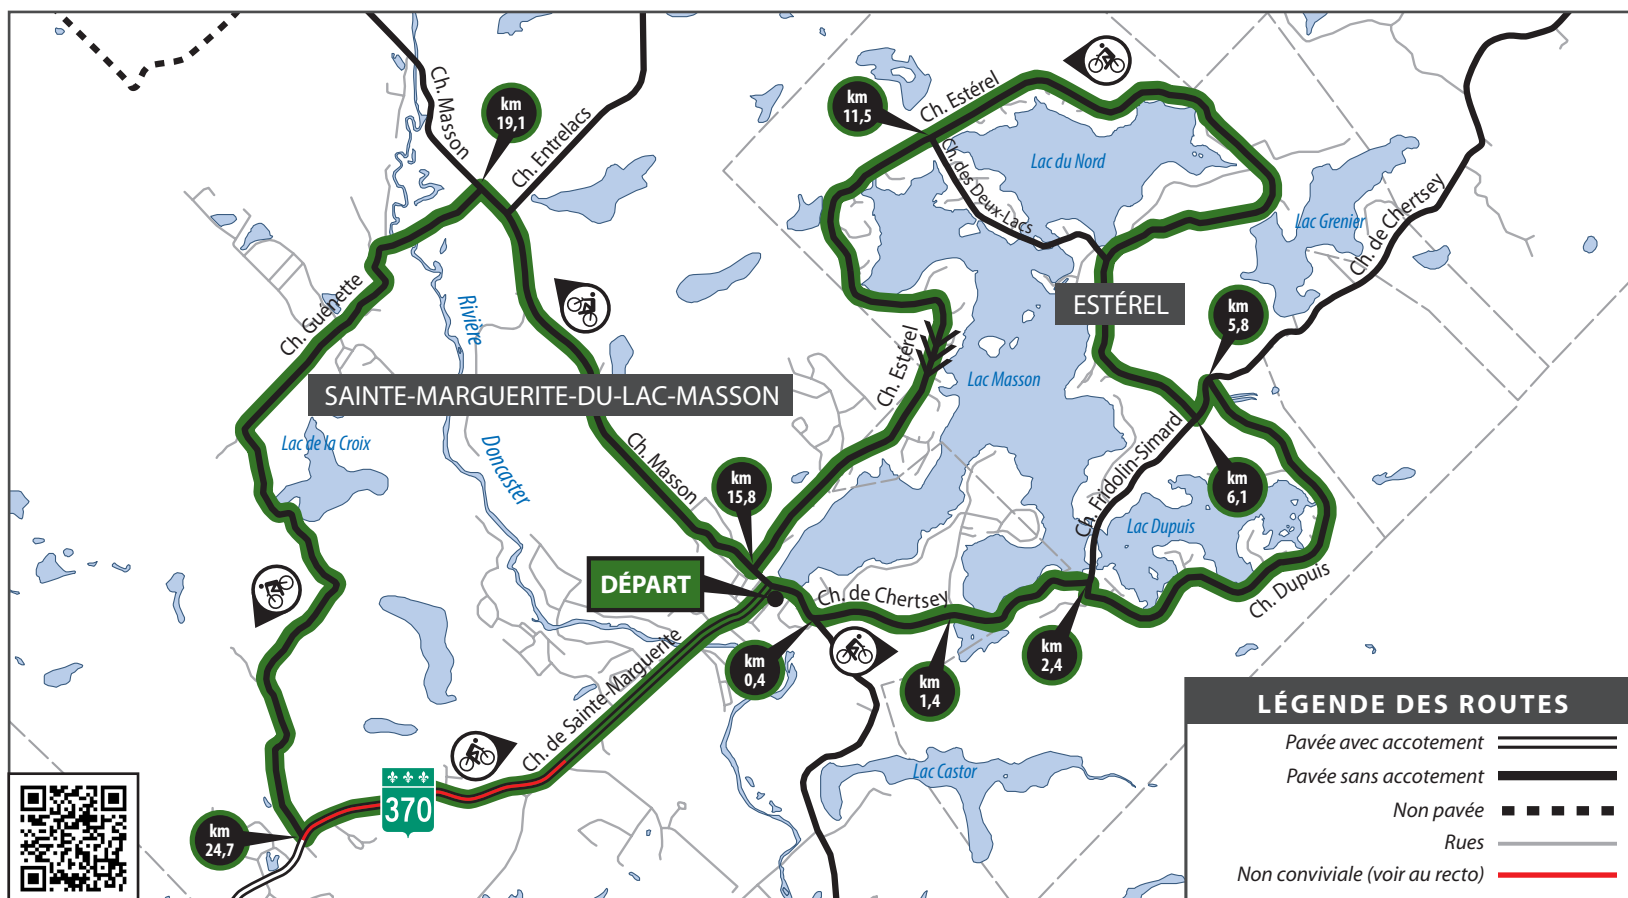 Ch. Masson
km
19,1
Ch. Entrelacs
km
11,5
Ch. Estérel
Ch. des Deux-Lacs
Lac du Nord
Lac Grenier
Ch. de Chertsey
Ch. Guénette
Rivière
Doncaster
ESTÉREL
km
5,8
SAINTE-MARGUERITE-DU-LAC-MASSON
Ch. Estérel
Lac Masson
Lac de la Croix
Ch. Masson
km
15,8
Ch. Fridolin-Simard
km
6,1
Lac Dupuis
DÉPART
Ch. de Chertsey
Ch. Dupuis
km
0,4
km
1,4
km
2,4
Ch. de Sainte-Marguerite
370
km
24,7
Lac Castor
LÉGENDE DES ROUTES
Pavée avec accotement
Pavée sans accotement
Non pavée
Rues
Non conviviale (voir au recto)